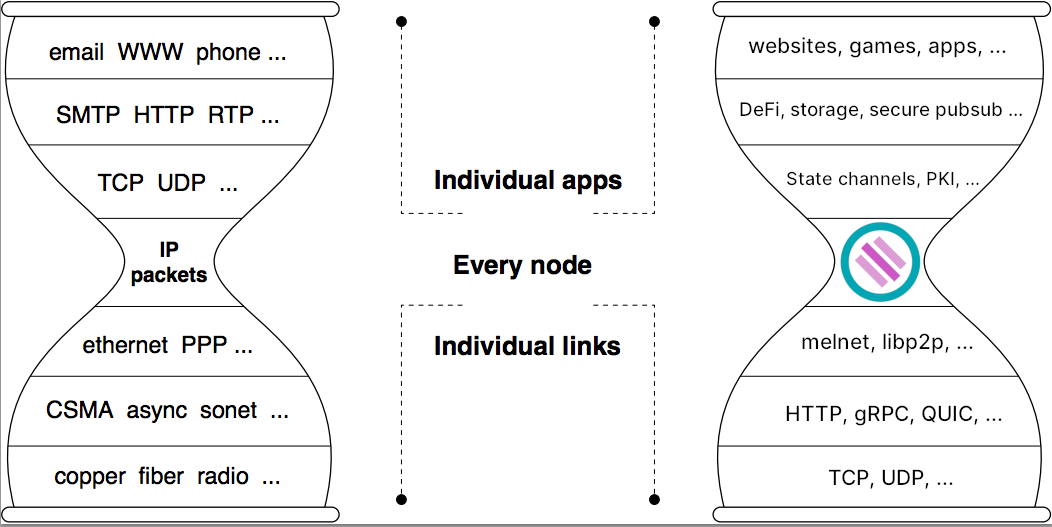 email WWW phone ...
SMTP HTTP RTP ...
TCP UDP ...
IP
packets
ethernet PPP ...
CSMA async sonet ...
copper fiber radio ...
Individual apps
Every node
Individual links
websites, games, apps, ...
DeFi, storage, secure pubsub ...
State channels, PKI, ...
melnet, libp2p, ...
HTTP, gRPC, QUIC, ...
TCP, UDP, ...